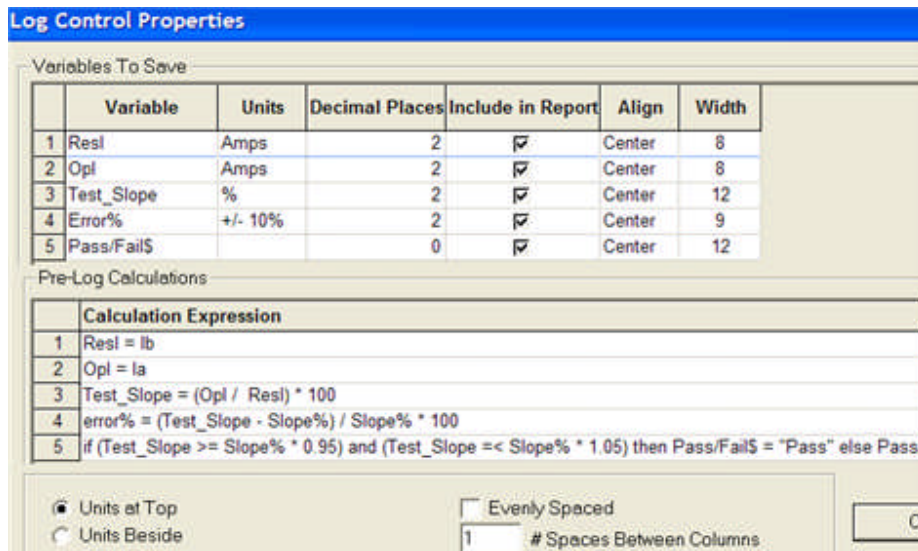 Log Control Properties
Variables To Save
Variable Units Decimal Places Include in Report Align Width
1 ResI Amps 2 Center 8
2 OpI Amps 2 Center 8
3 Test_Slope % 2 Center 12
4 Error% +/- 10% 2 Center 9
5 Pass/Fail$ 0 Center 12
Pre-Log Calculations
Calculation Expression
1 ResI = Ib
2 OpI = Ia
3 Test_Slope = (OpI / ResI) * 100
4 error% = (Test_Slope - Slope%) / Slope% * 100
5 if (Test_Slope >= Slope% * 0.95) and (Test_Slope =< Slope% * 1.05) then Pass/Fail$ = "Pass" else Pass
Units at Top Evenly Spaced
Units Beside 1 # Spaces Between Columns